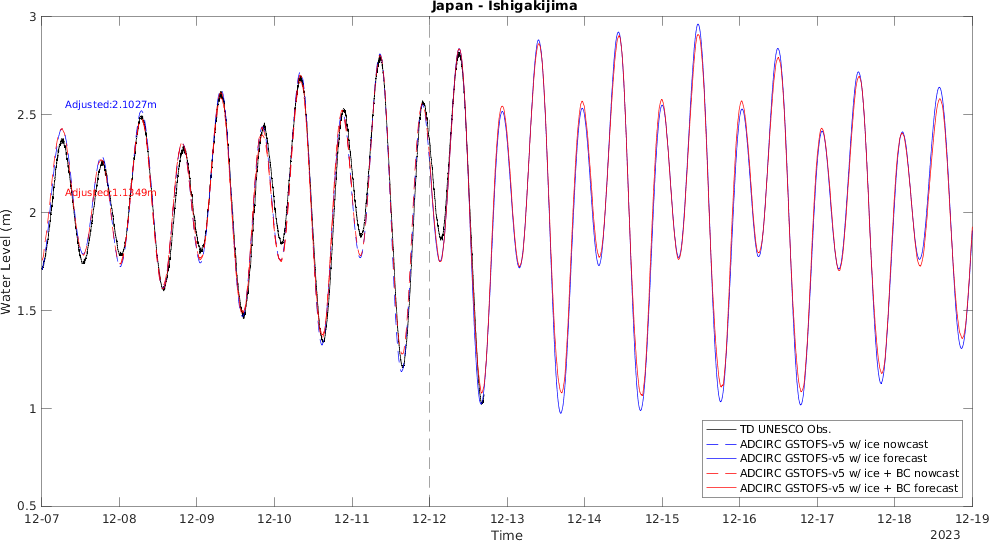 Japan - Ishigakijima
3
2.5
2
1.5
1
0.5
Water Level (m)
Adjusted:2.1027m
Adjusted:1.1349m
TD UNESCO Obs.
ADCIRC GSTOFS-v5 w/ ice nowcast
ADCIRC GSTOFS-v5 w/ ice forecast
ADCIRC GSTOFS-v5 w/ ice + BC nowcast
ADCIRC GSTOFS-v5 w/ ice + BC forecast
12-07 12-08 12-09 12-10 12-11 12-12 12-13 12-14 12-15 12-16 12-17 12-18 12-19
Time
2023